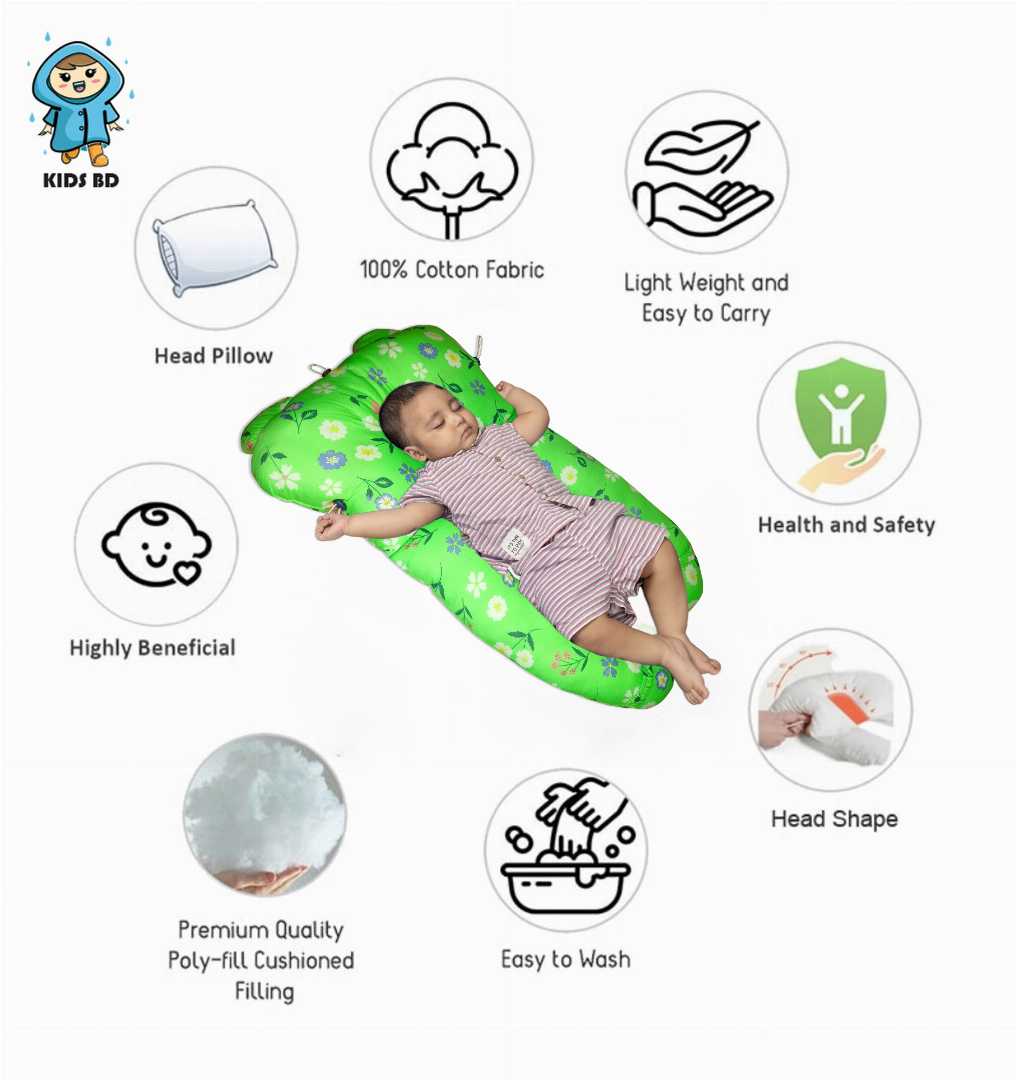 KIDS BD
100% Cotton Fabric
Light Weight and
Easy to Carry
Head Pillow
Health and Safety
Highly Beneficial
Head Shape
Premium Quality
Poly-fill Cushioned
Filling
Easy to Wash